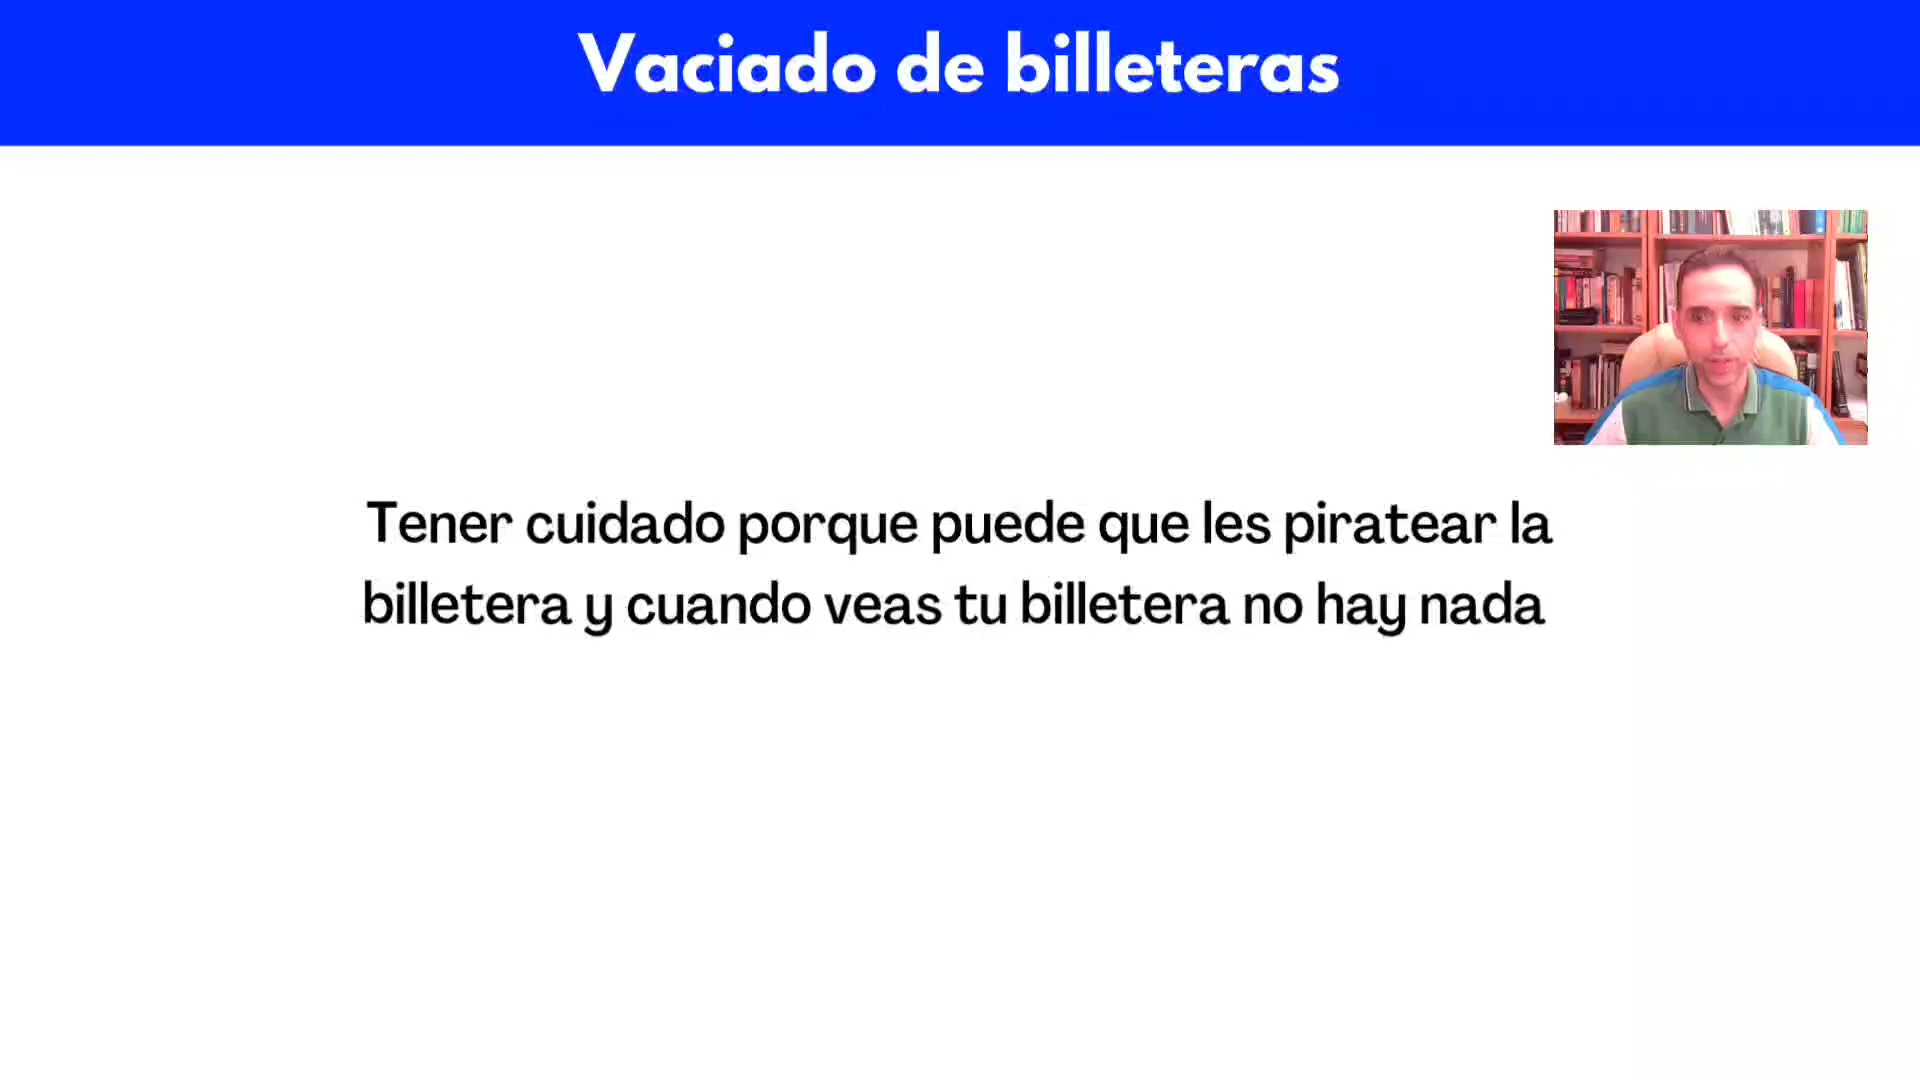 Vaciado de billeteras
Tener cuidado porque puede que les piratear la
billetera y cuando veas tu billetera no hay nada